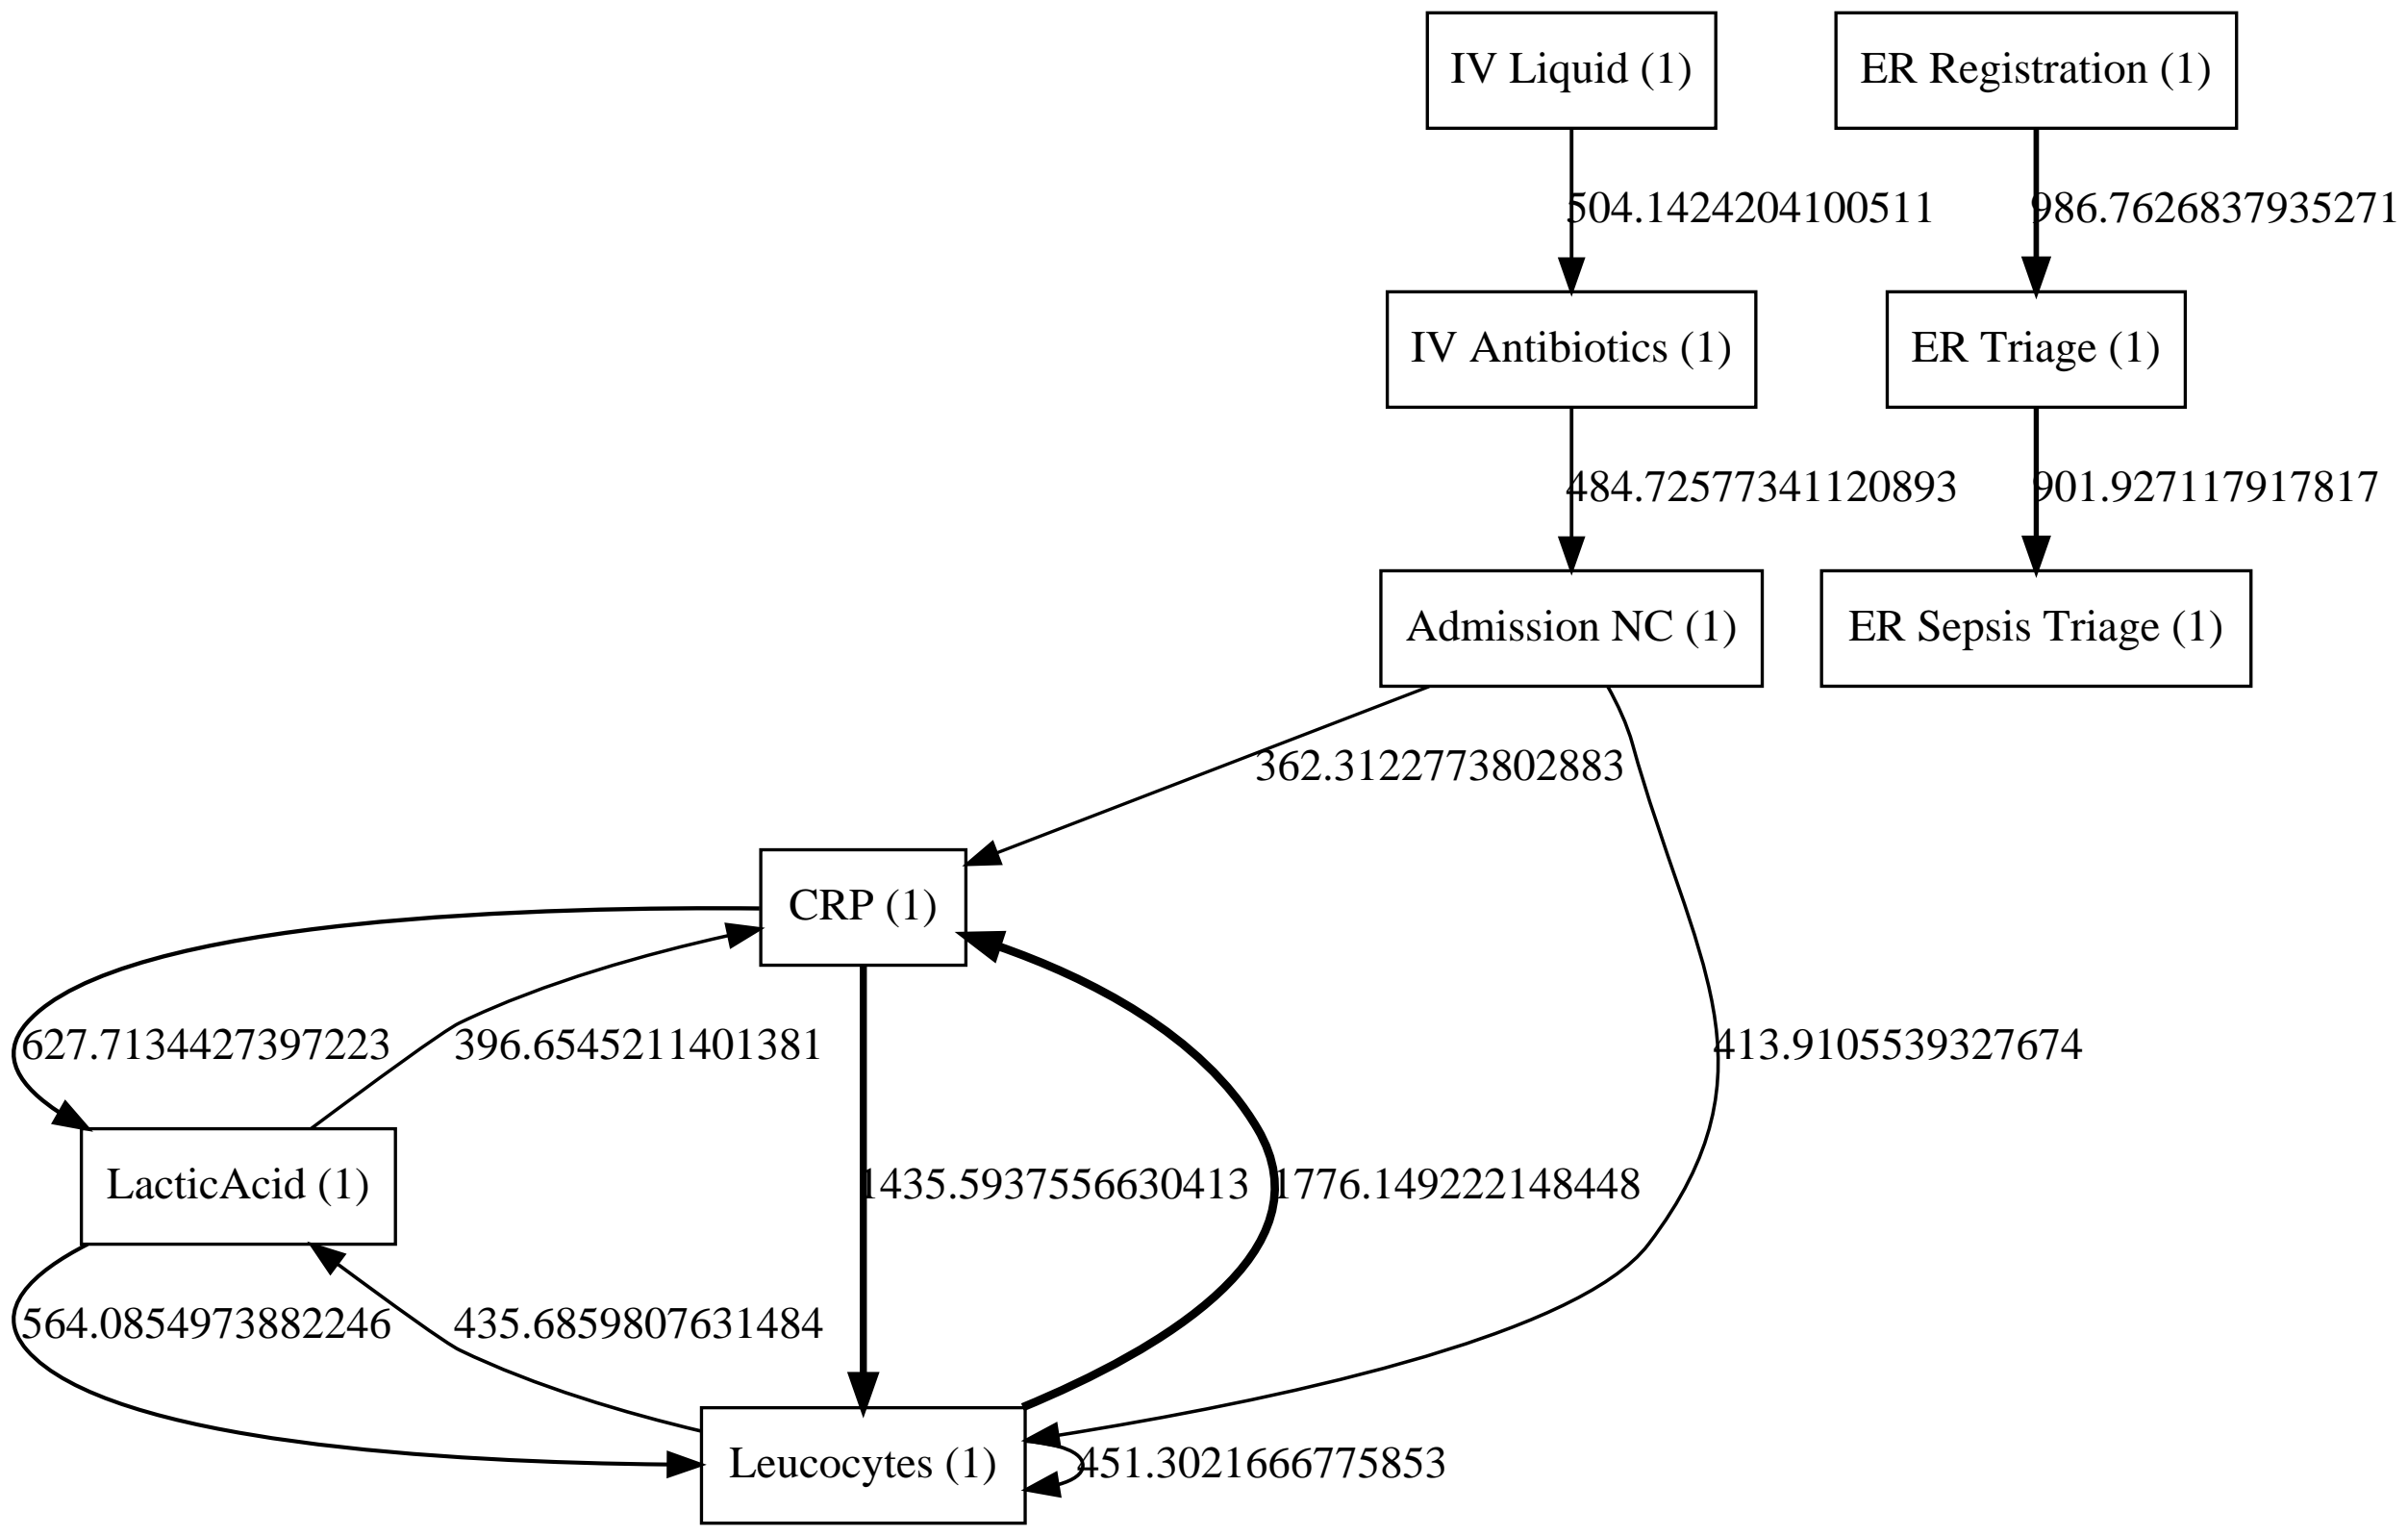 IV Liquid (1)
ER Registration (1)
504.1424204100511
986.7626837935271
IV Antibiotics (1)
ER Triage (1)
484.72577341120893
901.927117917817
Admission NC (1)
ER Sepsis Triage (1)
362.3122773802883
CRP (1)
627.7134427397223
396.6545211401381
413.9105539327674
LacticAcid (1)
1435.5937556630413
1776.149222148448
564.0854973882246
435.6859807631484
Leucocytes (1)
451.3021666775853